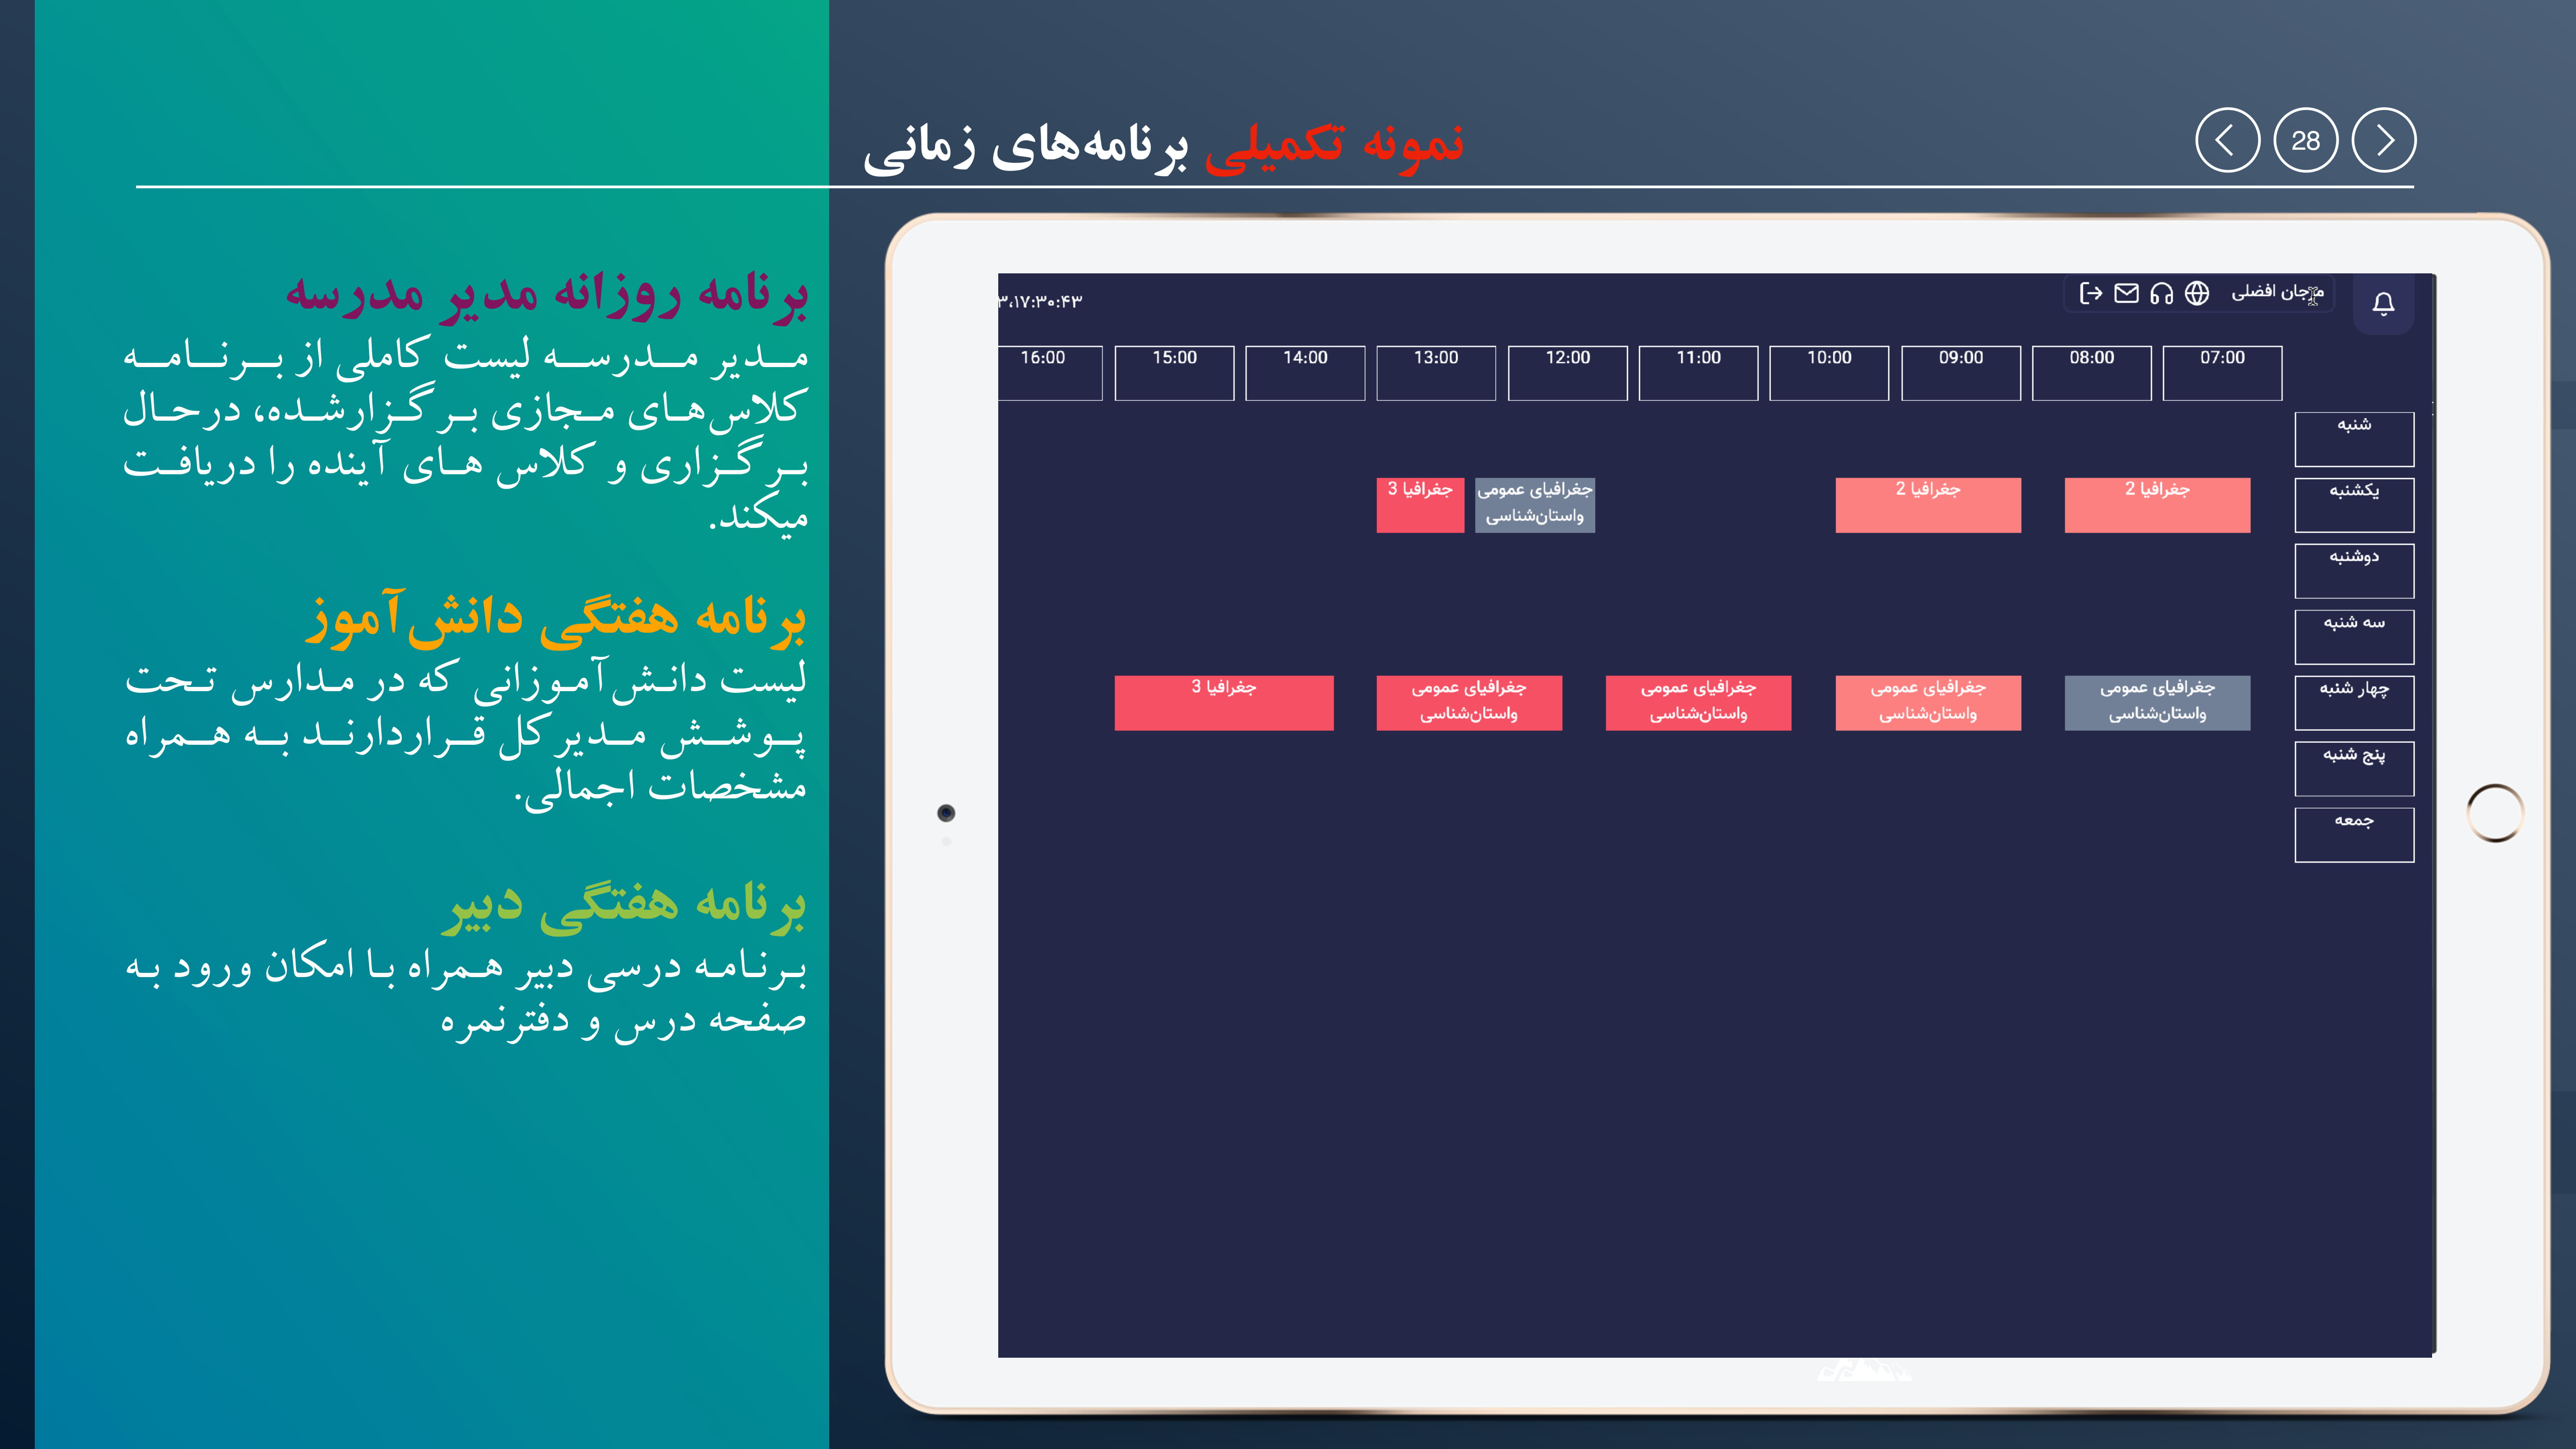 نمونه تکمیلی برنامه‌های زمانی
28
برنامه روزانه مدیر مدرسه
مدیر مدرسه لیست کاملی از برنامه
کلاس‌های مجازی برگزارشده، درحال
برگزاری و کلاس های آینده را دریافت
میکند.
برنامه هفتگی دانش‌آموز
لیست دانش‌آموزانی که در مدارس تحت
پوشش مدیرکل قراردارند به همراه
مشخصات اجمالی.
برنامه هفتگی دبیر
برنامه درسی دبیر همراه با امکان ورود به
صفحه درس و دفترنمره
مرجان افضلی
۳،۱۷:۳۰:۴۳
07:00 08:00 09:00 10:00 11:00 12:00 13:00 14:00 15:00 16:00
شنبه
یکشنبه
جغرافیا 2
جغرافیا 2
جغرافیای عمومی
واستان‌شناسی
جغرافیا 3
دوشنبه
سه شنبه
چهار شنبه
جغرافیای عمومی
واستان‌شناسی
جغرافیای عمومی
واستان‌شناسی
جغرافیای عمومی
واستان‌شناسی
جغرافیای عمومی
واستان‌شناسی
جغرافیا 3
پنج شنبه
جمعه